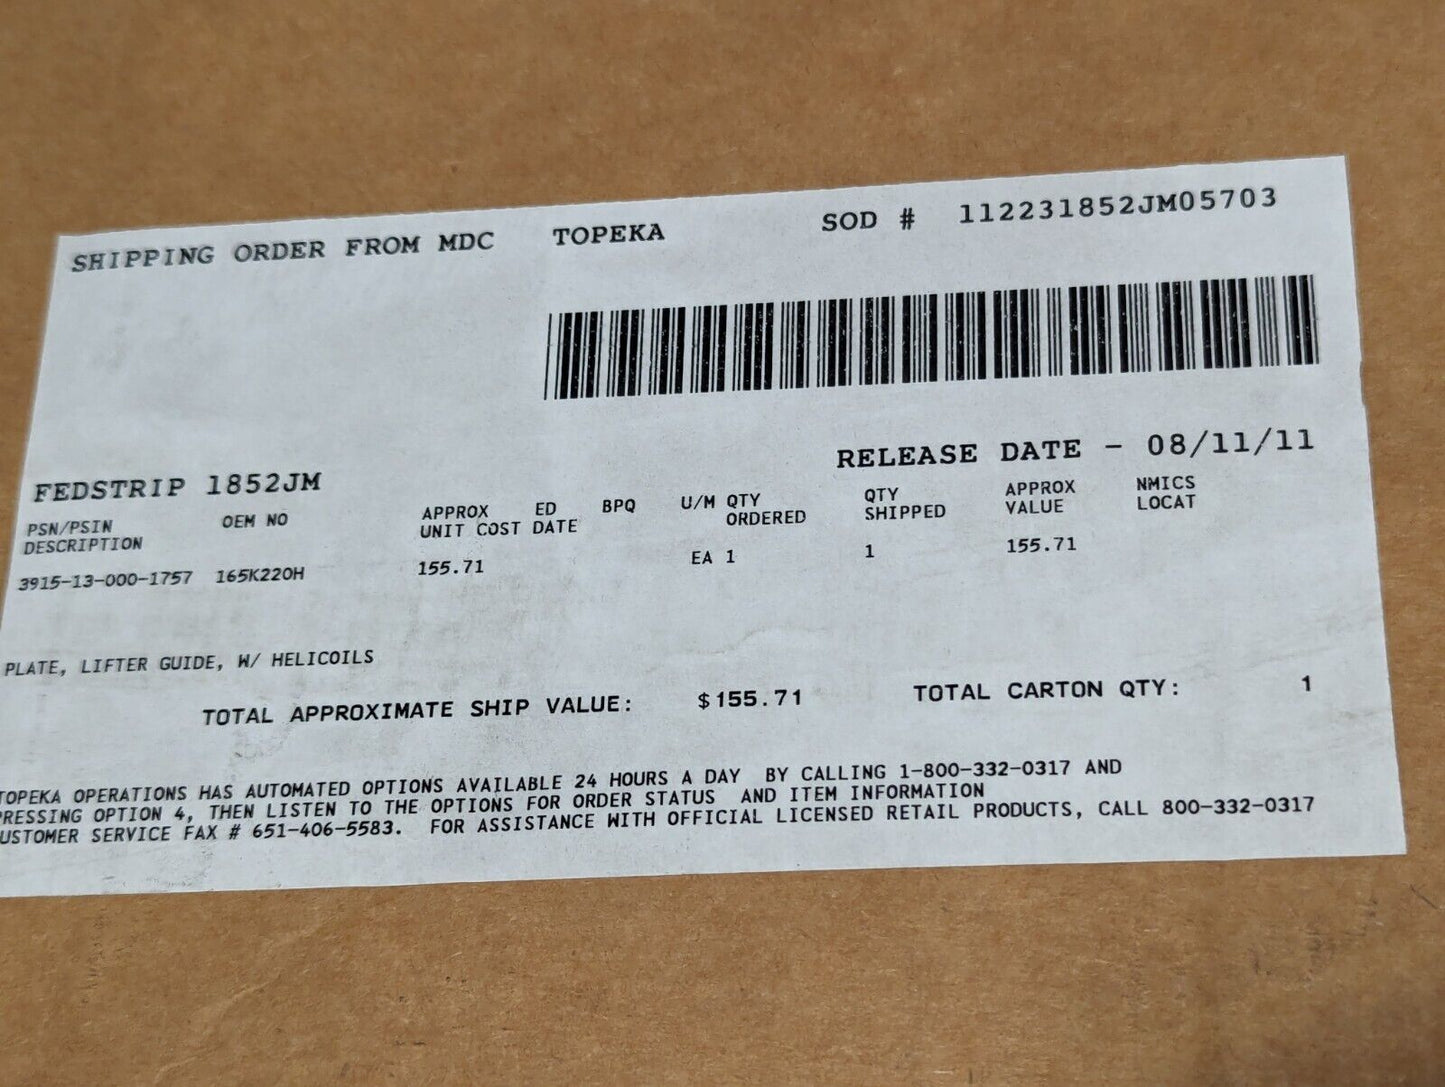 SHIPPING ORDER FROM MDC TOPEKA SOD # 112231852JM05703
RELEASE DATE - 08/11/11
FEDSTRIP 1852JM
PSN/PSIN OEM NO APPROX ED BPQ U/M QTY QTY APPROX NMICS
DESCRIPTION UNIT COST DATE ORDERED SHIPPED VALUE LOCAT
3915-13-000-1757 165K220H 155.71 EA 1 1 155.71
PLATE, LIFTER GUIDE, W/ HELICOILS
TOTAL APPROXIMATE SHIP VALUE: $155.71 TOTAL CARTON QTY: 1
TOPEKA OPERATIONS HAS AUTOMATED OPTIONS AVAILABLE 24 HOURS A DAY BY CALLING 1-800-332-0317 AND
PRESSING OPTION 4, THEN LISTEN TO THE OPTIONS FOR ORDER STATUS AND ITEM INFORMATION
USTOMER SERVICE FAX # 651-406-5583. FOR ASSISTANCE WITH OFFICIAL LICENSED RETAIL PRODUCTS, CALL 800-332-0317